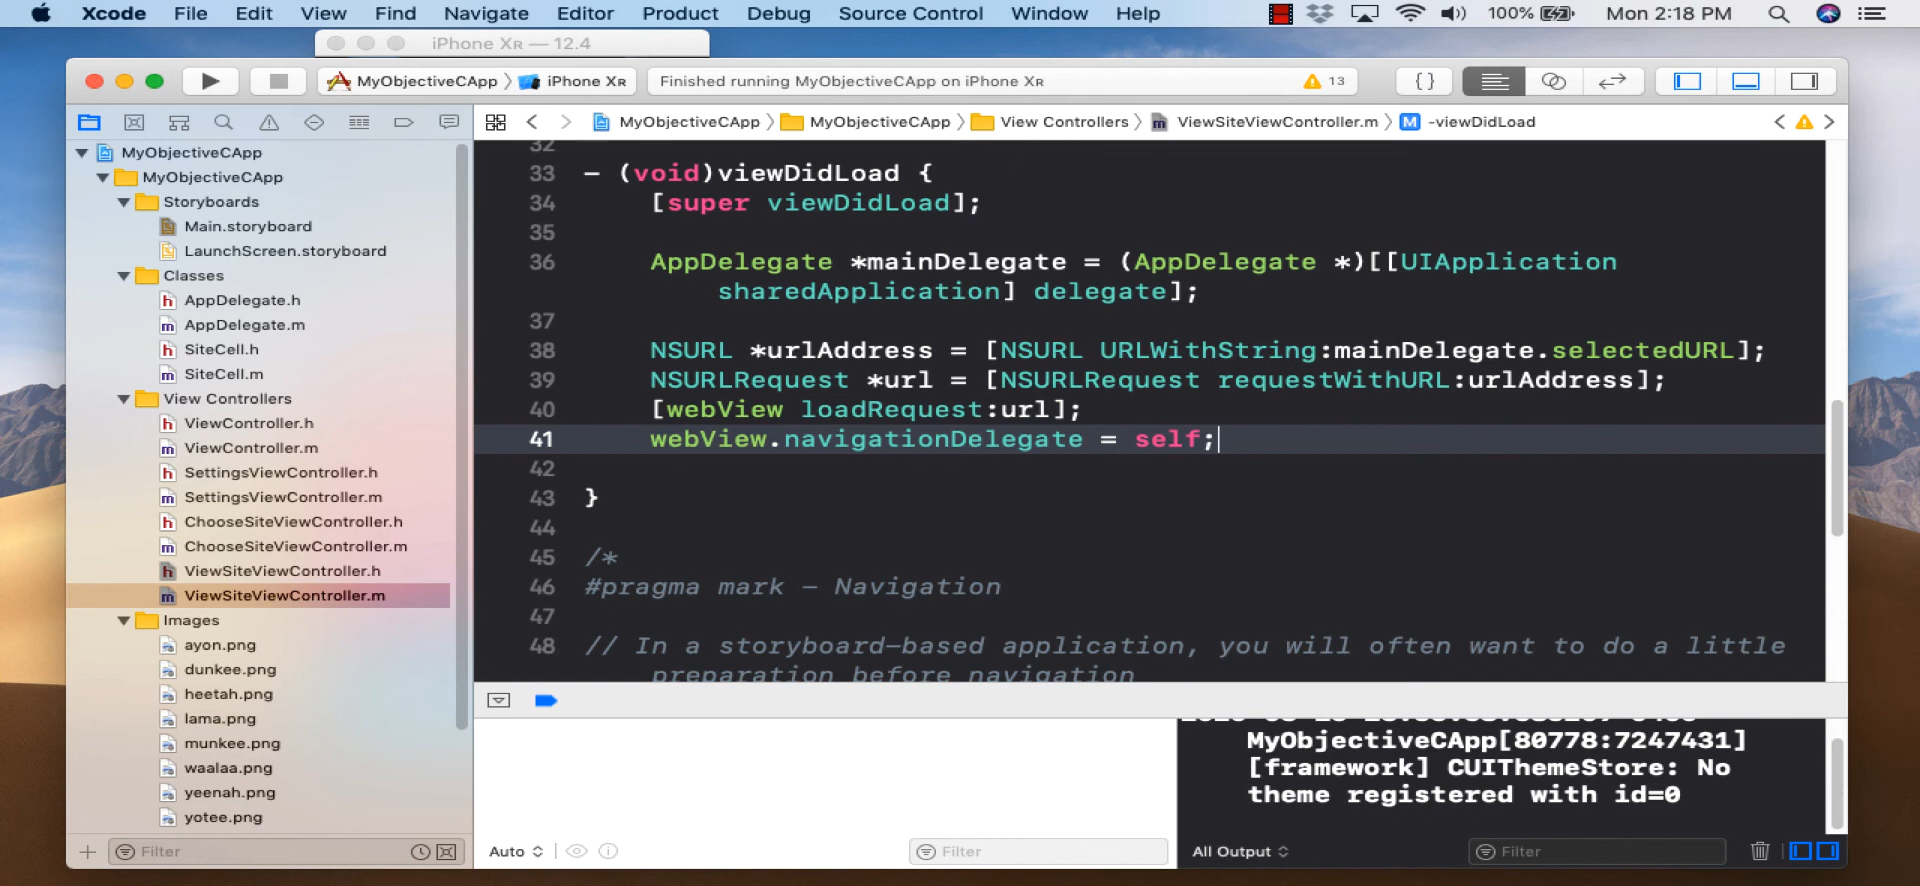 Xcode File Edit View Find Navigate Editor Product Debug Source Control Window Help 100% Mon 2:18 PM
iPhone XR — 12.4
MyObjectiveCApp iPhone XR Finished running MyObjectiveCApp on iPhone XR 13 { }
MyObjectiveCApp MyObjectiveCApp View Controllers ViewSiteViewController.m M -viewDidLoad
MyObjectiveCApp
MyObjectiveCApp
Storyboards
Main.storyboard
LaunchScreen.storyboard
Classes
h AppDelegate.h
m AppDelegate.m
h SiteCell.h
m SiteCell.m
View Controllers
h ViewController.h
m ViewController.m
h SettingsViewController.h
m SettingsViewController.m
h ChooseSiteViewController.h
m ChooseSiteViewController.m
h ViewSiteViewController.h
m ViewSiteViewController.m
Images
ayon.png
dunkee.png
heetah.png
lama.png
munkee.png
waalaa.png
yeenah.png
yotee.png
Filter
32
33 - (void)viewDidLoad {
34 [super viewDidLoad];
35
36 AppDelegate *mainDelegate = (AppDelegate *)[[UIApplication
sharedApplication] delegate];
37
38 NSURL *urlAddress = [NSURL URLWithString:mainDelegate.selectedURL];
39 NSURLRequest *url = [NSURLRequest requestWithURL:urlAddress];
40 [webView loadRequest:url];
41 webView.navigationDelegate = self;
42
43 }
44
45 /*
46 #pragma mark - Navigation
47
48 // In a storyboard-based application, you will often want to do a little
preparation before navigation
MyObjectiveCApp[80778:7247431]
[framework] CUIThemeStore: No
theme registered with id=0
Auto Filter
All Output Filter